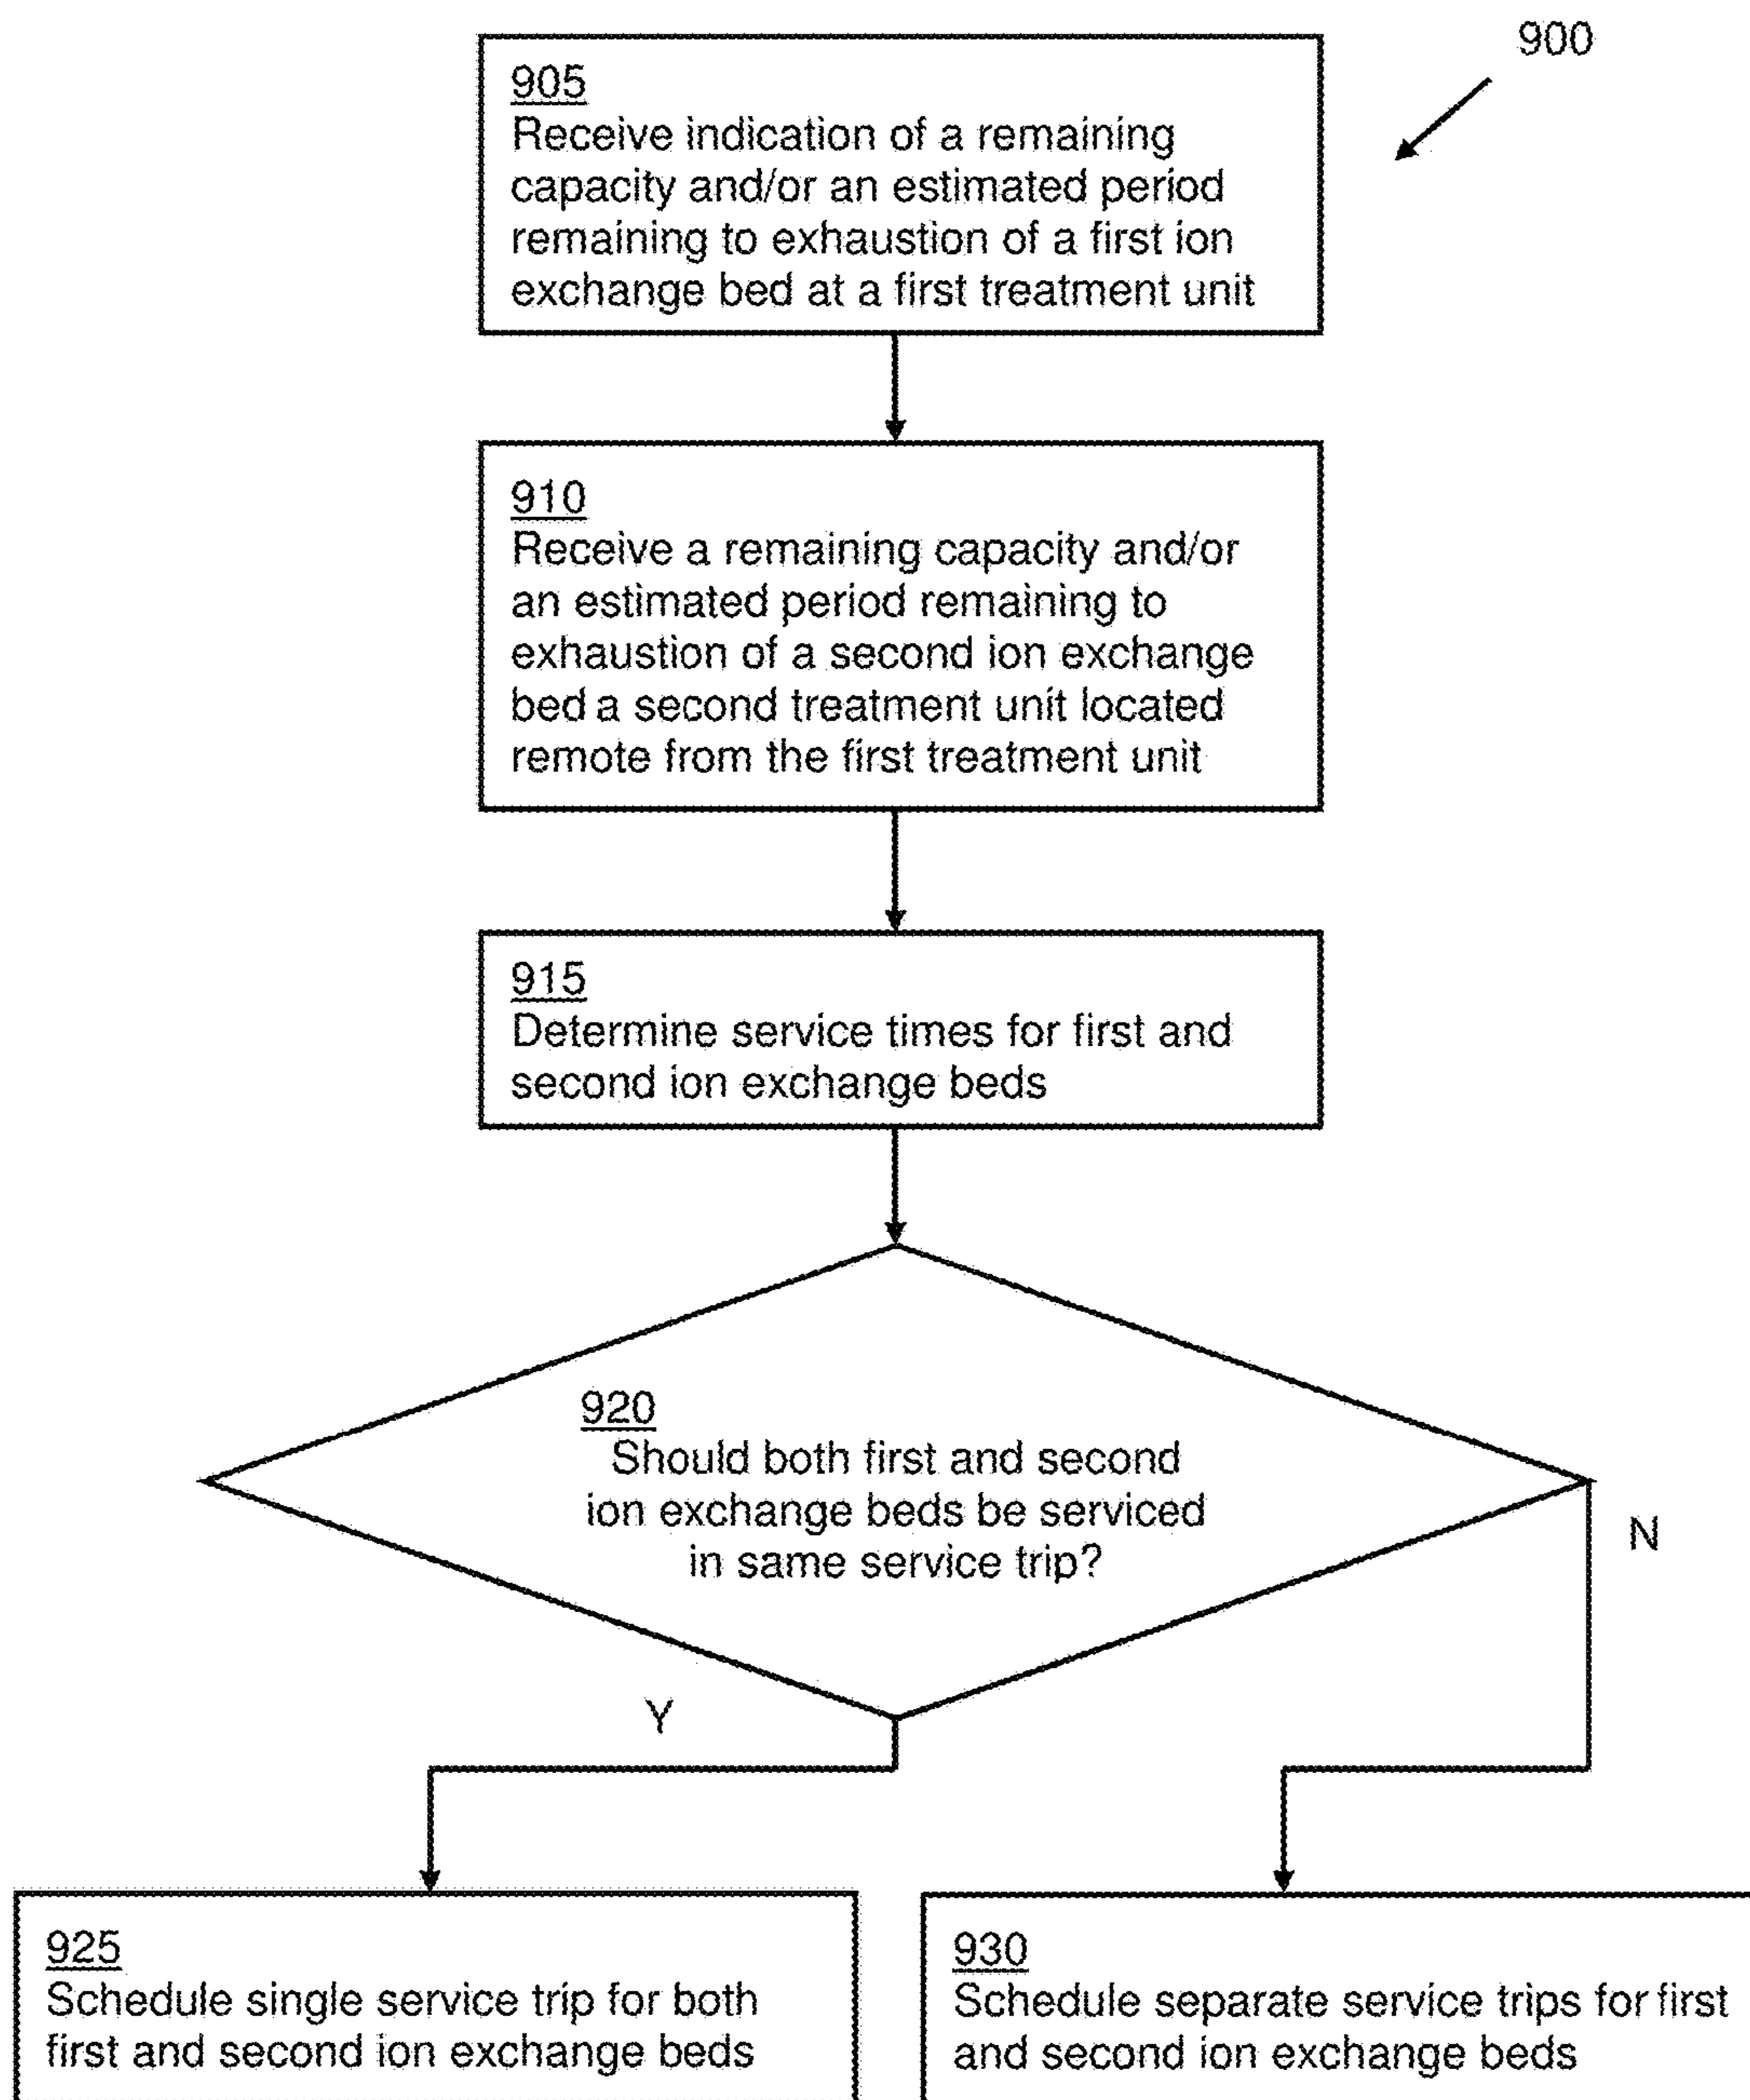 900
905
Receive indication of a remaining
capacity and/or an estimated period
remaining to exhaustion of a first ion
exchange bed at a first treatment unit
910
Receive a remaining capacity and/or
an estimated period remaining to
exhaustion of a second ion exchange
bed a second treatment unit located
remote from the first treatment unit
915
Determine service times for first and
second ion exchange beds
920
Should both first and second
ion exchange beds be serviced
in same service trip?
N
Y
925
Schedule single service trip for both
first and second ion exchange beds
930
Schedule separate service trips for first
and second ion exchange beds